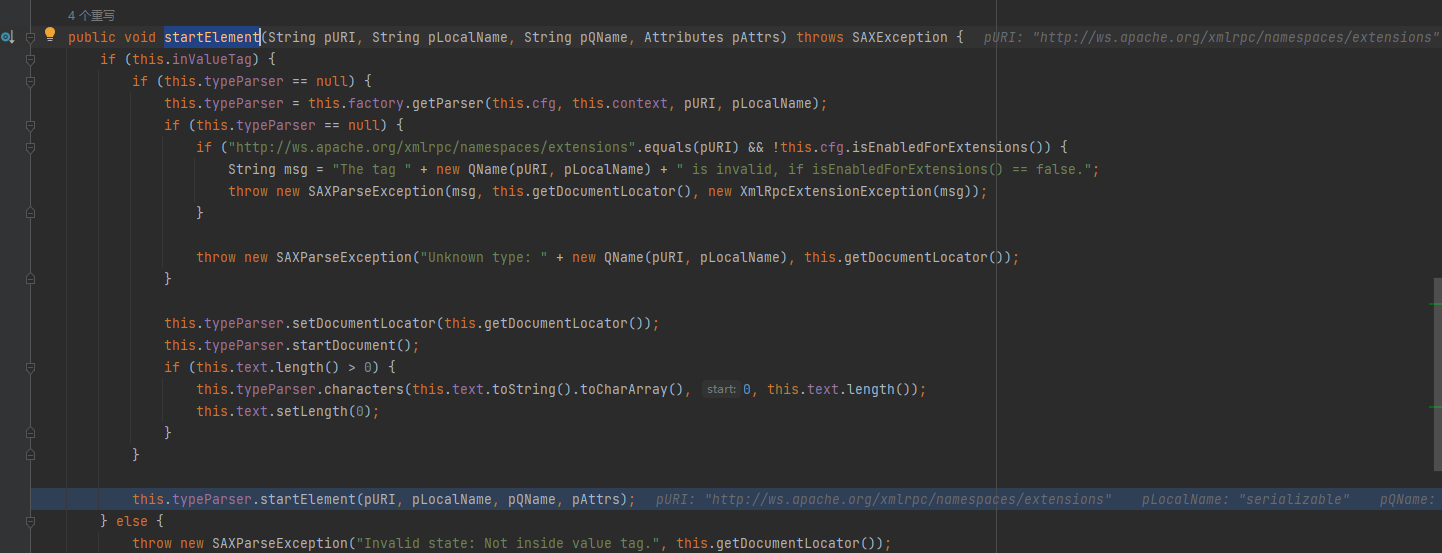 4 个重写
public void startElement(String pURI, String pLocalName, String pQName, Attributes pAttrs) throws SAXException {   pURI: "http://ws.apache.org/xmlrpc/namespaces/extensions"
if (this.inValueTag) {
if (this.typeParser == null) {
this.typeParser = this.factory.getParser(this.cfg, this.context, pURI, pLocalName);
if (this.typeParser == null) {
if ("http://ws.apache.org/xmlrpc/namespaces/extensions".equals(pURI) && !this.cfg.isEnabledForExtensions()) {
String msg = "The tag " + new QName(pURI, pLocalName) + " is invalid, if isEnabledForExtensions() == false.";
throw new SAXParseException(msg, this.getDocumentLocator(), new XmlRpcExtensionException(msg));
}
throw new SAXParseException("Unknown type: " + new QName(pURI, pLocalName), this.getDocumentLocator());
}
this.typeParser.setDocumentLocator(this.getDocumentLocator());
this.typeParser.startDocument();
if (this.text.length() > 0) {
this.typeParser.characters(this.text.toString().toCharArray(), start: 0, this.text.length());
this.text.setLength(0);
}
}
this.typeParser.startElement(pURI, pLocalName, pQName, pAttrs);   pURI: "http://ws.apache.org/xmlrpc/namespaces/extensions"   pLocalName: "serializable"   pQName:
} else {
throw new SAXParseException("Invalid state: Not inside value tag.", this.getDocumentLocator());